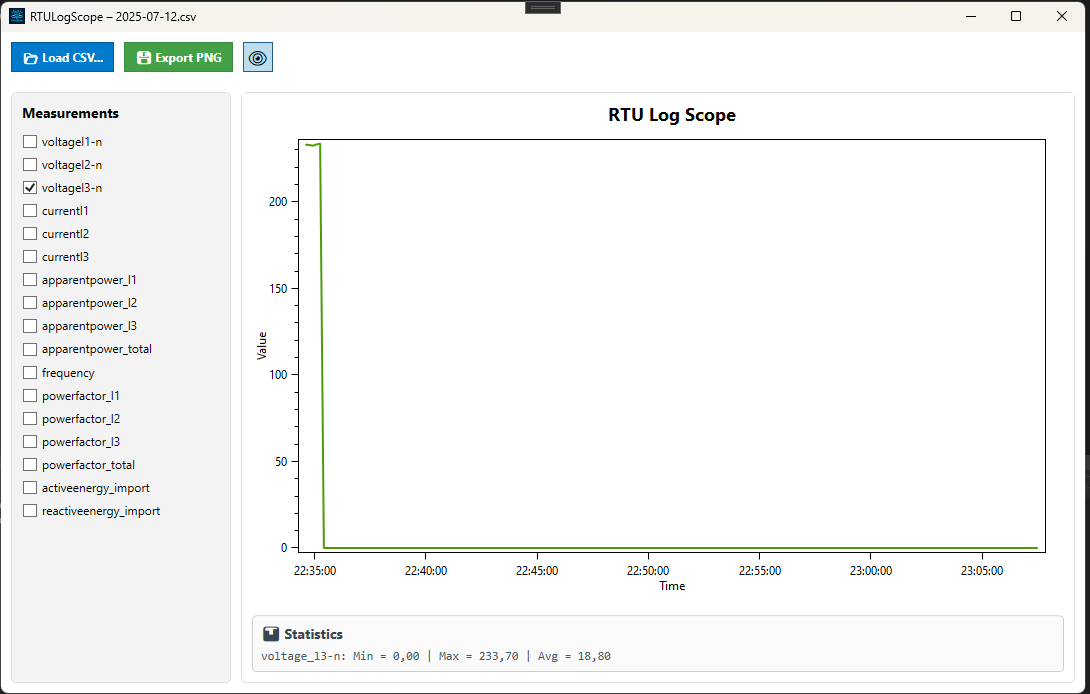 RTULogScope – 2025-07-12.csv
Load CSV...
Export PNG
Measurements
voltagel1-n
voltagel2-n
voltagel3-n
currentl1
currentl2
currentl3
apparentpower_l1
apparentpower_l2
apparentpower_l3
apparentpower_total
frequency
powerfactor_l1
powerfactor_l2
powerfactor_l3
powerfactor_total
activeenergy_import
reactiveenergy_import
RTU Log Scope
Value
200
150
100
50
0
22:35:00 22:40:00 22:45:00 22:50:00 22:55:00 23:00:00 23:05:00
Time
Statistics
voltage_l3-n: Min = 0,00 | Max = 233,70 | Avg = 18,80